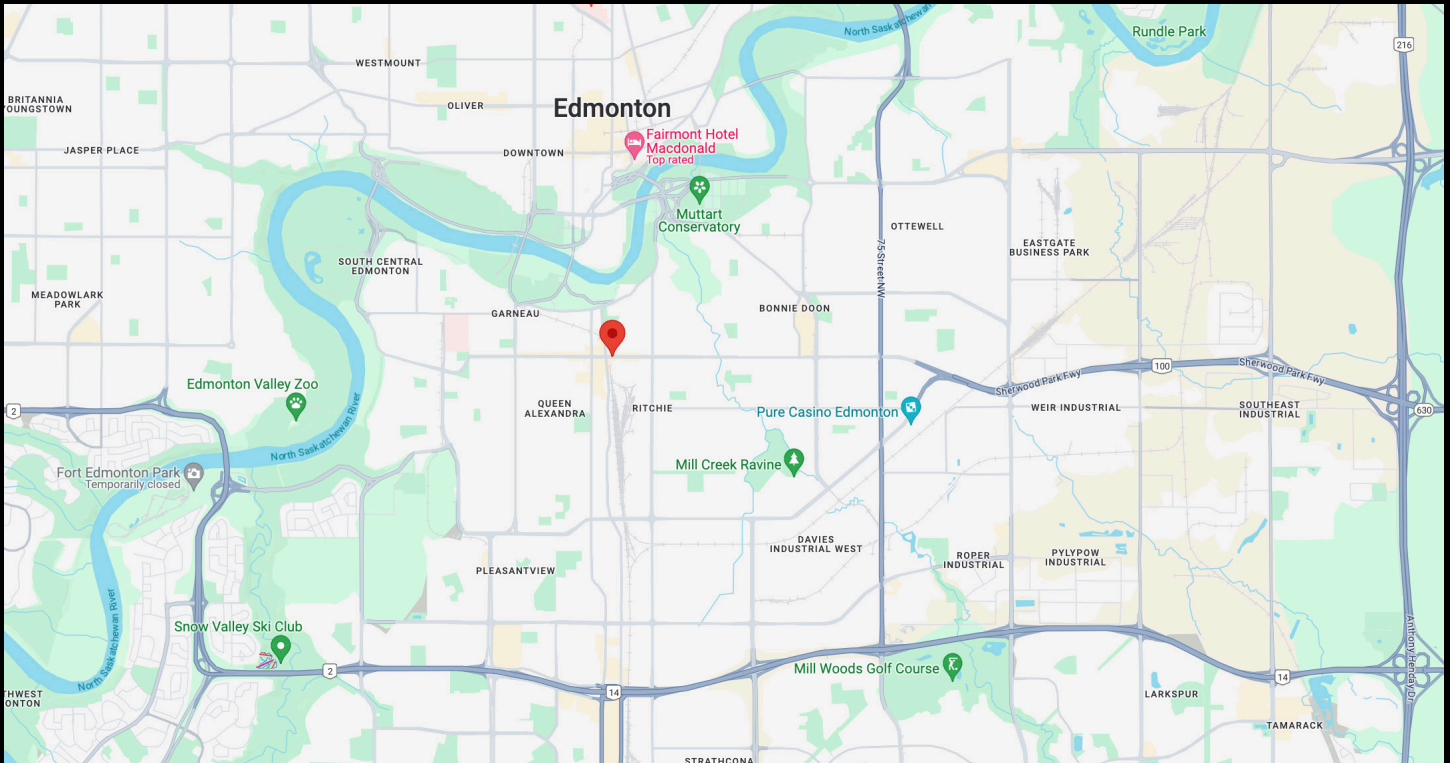 North Saskatchewan
Rundle Park
216
WESTMOUNT
BRITANNIA
YOUNGSTOWN
OLIVER
Edmonton
Fairmont Hotel
Macdonald
Top rated
JASPER PLACE
DOWNTOWN
Muttart
Conservatory
OTTEWELL
EASTGATE
BUSINESS PARK
75 Street NW
SOUTH CENTRAL
EDMONTON
MEADOWLARK
PARK
GARNEAU
BONNIE DOON
100
Sherwood Park Fwy
Sherwood Park Fwy
Edmonton Valley Zoo
2
QUEEN
ALEXANDRA
RITCHIE
Pure Casino Edmonton
WEIR INDUSTRIAL
SOUTHEAST
INDUSTRIAL
630
North Saskatchewan River
Fort Edmonton Park
Temporarily closed
Mill Creek Ravine
DAVIES
INDUSTRIAL WEST
ROPER
INDUSTRIAL
PYLYPOW
INDUSTRIAL
PLEASANTVIEW
North Saskatchewan River
Snow Valley Ski Club
2
14
Mill Woods Golf Course
14
Anthony Henday Dr
THWEST
ONTON
LARKSPUR
TAMARACK
STRATHCONA